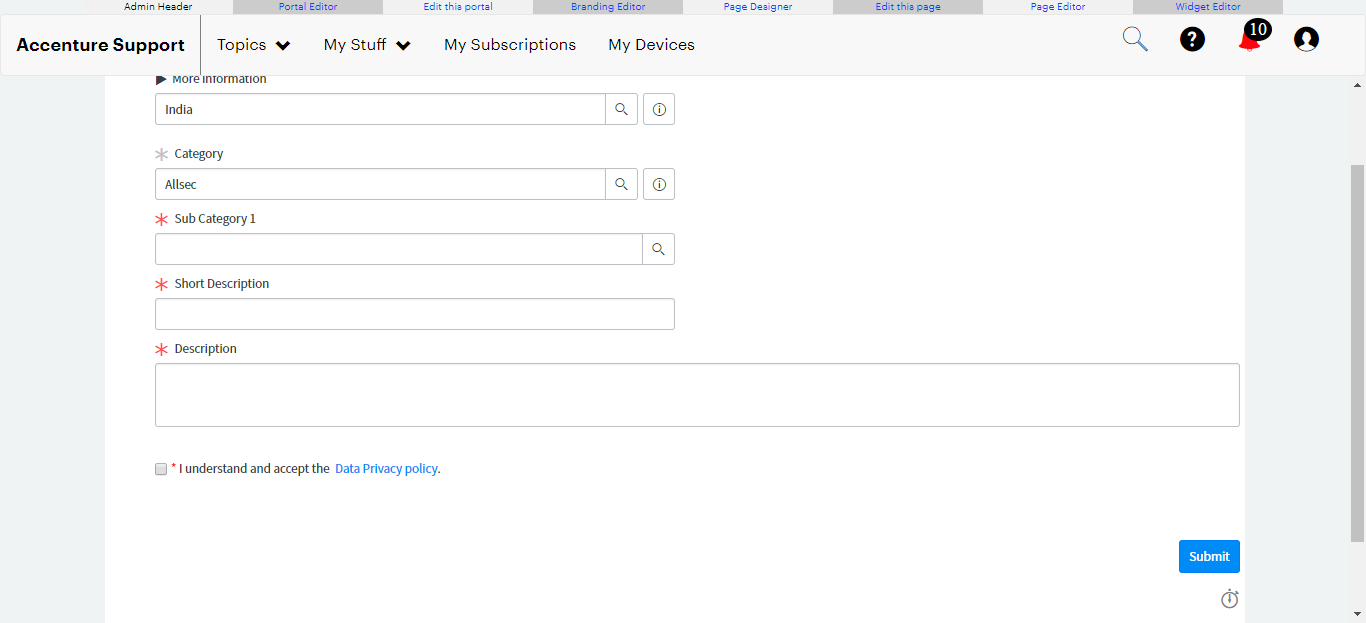 Admin Header Portal Editor Edit this portal Branding Editor Page Designer Edit this page Page Editor Widget Editor
Accenture Support Topics My Stuff My Subscriptions My Devices ? 10
More Information
India
Category
Allsec
* Sub Category 1
* Short Description
* Description
* I understand and accept the Data Privacy policy.
Submit